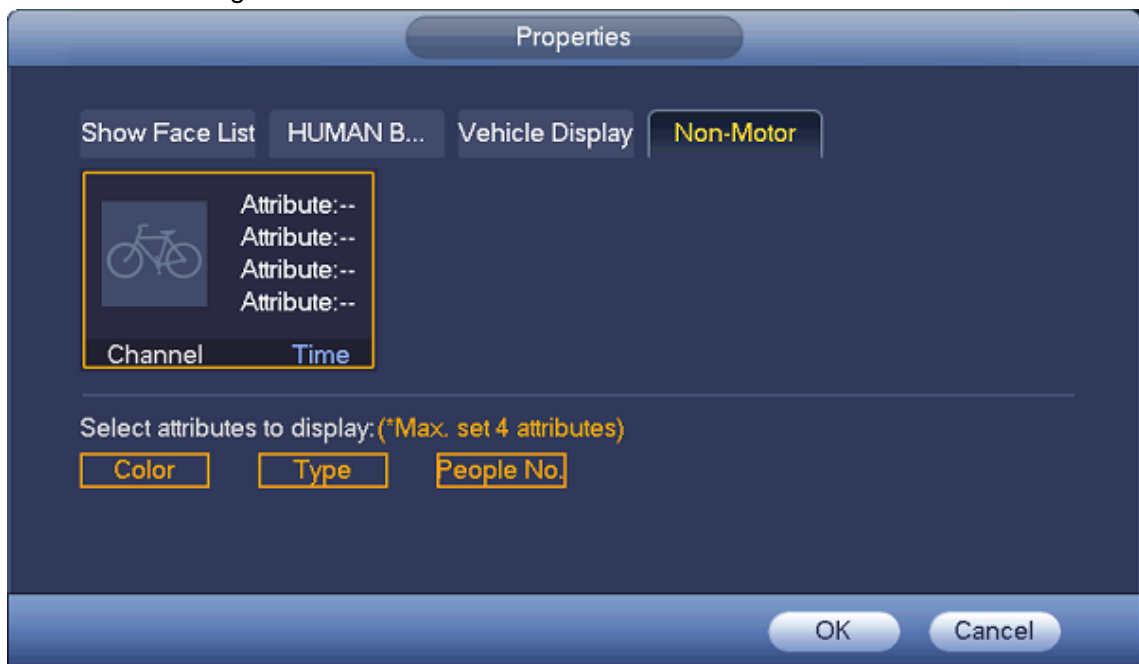 Properties
Show Face List HUMAN B... Vehicle Display Non-Motor
Attribute:--
Attribute:--
Attribute:--
Attribute:--
Channel Time
Select attributes to display:(*Max. set 4 attributes)
Color Type People No.
OK Cancel